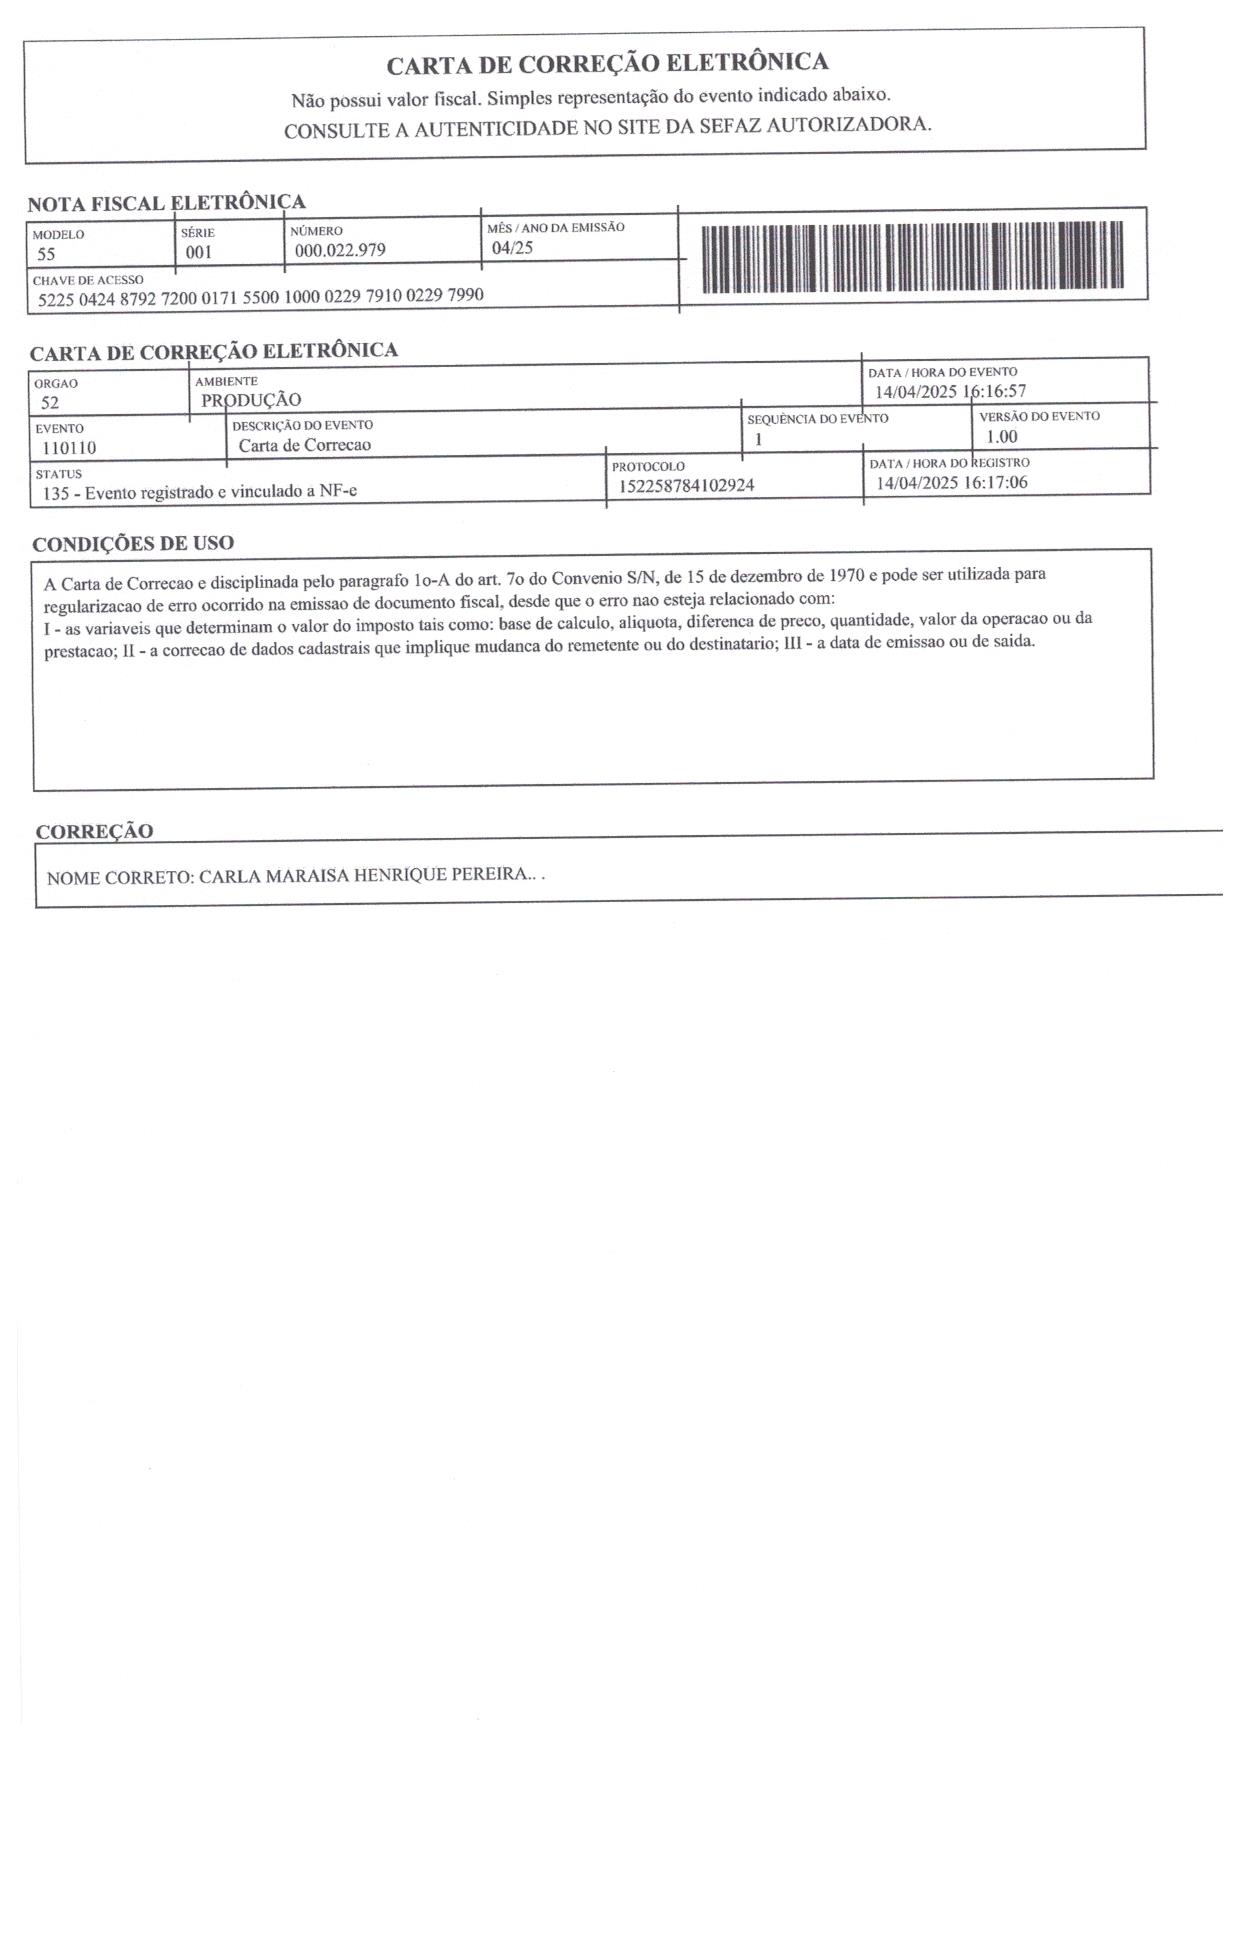 CARTA DE CORREÇÃO ELETRÔNICA
Não possui valor fiscal. Simples representação do evento indicado abaixo.
CONSULTE A AUTENTICIDADE NO SITE DA SEFAZ AUTORIZADORA.
NOTA FISCAL ELETRÔNICA
MODELO SÉRIE NÚMERO MÊS / ANO DA EMISSÃO
55 001 000.022.979 04/25
CHAVE DE ACESSO
5225 0424 8792 7200 0171 5500 1000 0229 7910 0229 7990
CARTA DE CORREÇÃO ELETRÔNICA
ORGAO AMBIENTE DATA / HORA DO EVENTO
52 PRODUÇÃO 14/04/2025 16:16:57
EVENTO DESCRIÇÃO DO EVENTO SEQUÊNCIA DO EVENTO VERSÃO DO EVENTO
110110 Carta de Correcao 1 1.00
STATUS PROTOCOLO DATA / HORA DO REGISTRO
135 - Evento registrado e vinculado a NF-e 152258784102924 14/04/2025 16:17:06
CONDIÇÕES DE USO
A Carta de Correcao e disciplinada pelo paragrafo 1o-A do art. 7o do Convenio S/N, de 15 de dezembro de 1970 e pode ser utilizada para
regularizacao de erro ocorrido na emissao de documento fiscal, desde que o erro nao esteja relacionado com:
I - as variaveis que determinam o valor do imposto tais como: base de calculo, aliquota, diferenca de preco, quantidade, valor da operacao ou da
prestacao; II - a correcao de dados cadastrais que implique mudanca do remetente ou do destinatario; III - a data de emissao ou de saida.
CORREÇÃO
NOME CORRETO: CARLA MARAISA HENRIQUE PEREIRA.. .